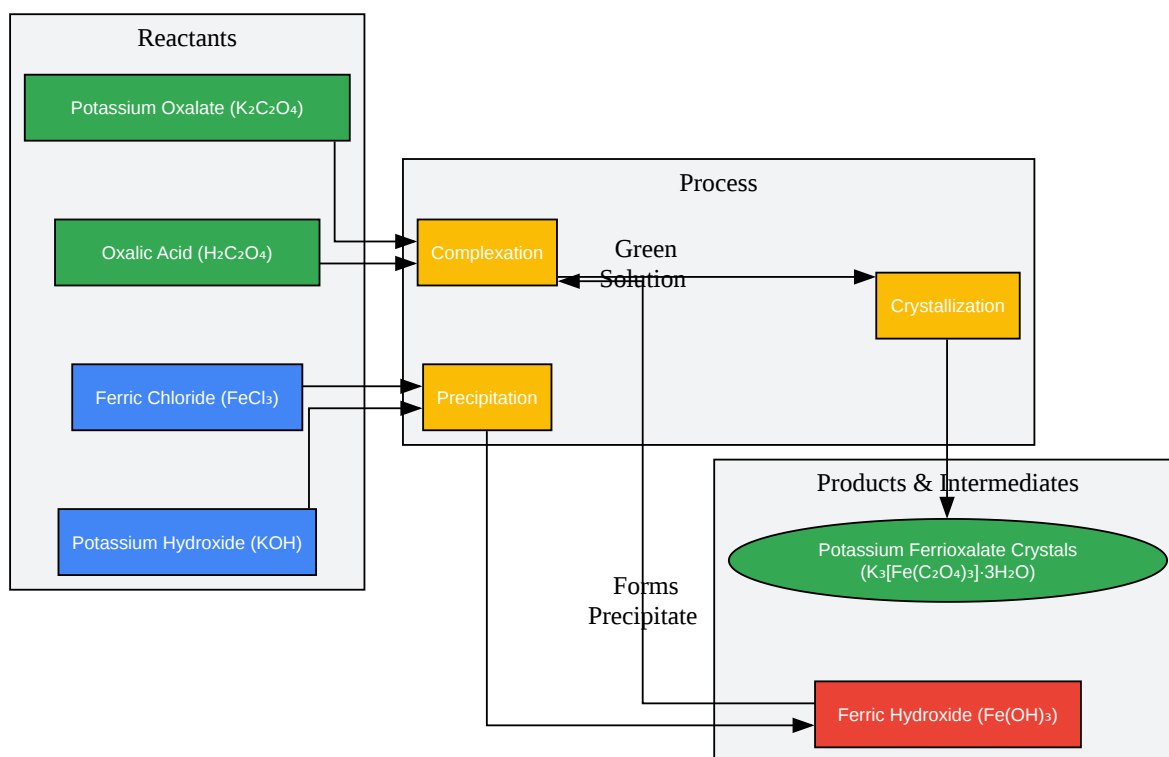 Reactants
Potassium Oxalate (K₂C₂O₄)
Oxalic Acid (H₂C₂O₄)
Ferric Chloride (FeCl₃)
Potassium Hydroxide (KOH)
Process
Complexation
Green
Solution
Crystallization
Precipitation
Forms
Precipitate
Products & Intermediates
Potassium Ferrioxalate Crystals
(K₃[Fe(C₂O₄)₃]·3H₂O)
Ferric Hydroxide (Fe(OH)₃)